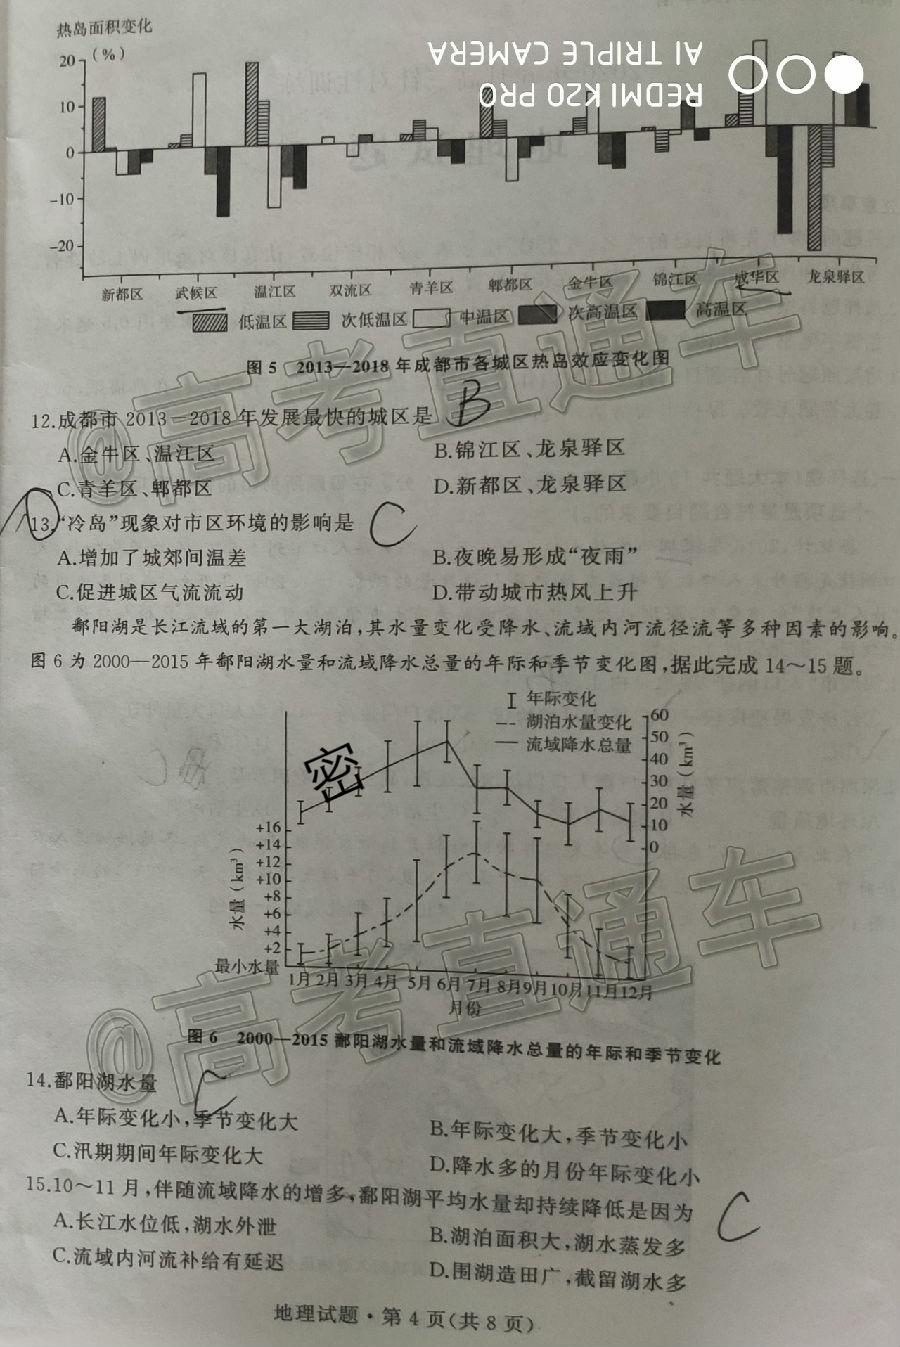 热岛面积变化
(%)
20
10
0
-10
-20
AI TRIPLE CAMERA
REDMI K20 PRO
新都区 武候区 温江区 双流区 青羊区 郫都区 金牛区 锦江区 成华区 龙泉驿区
低温区 次低温区 中温区 次高温区 高温区
图5 2013—2018年成都市各城区热岛效应变化图
12.成都市2013—2018年发展最快的城区是 B
A.金牛区、温江区 B.锦江区、龙泉驿区
C.青羊区、郫都区 D.新都区、龙泉驿区
13.“冷岛”现象对市区环境的影响是 C
A.增加了城郊间温差 B.夜晚易形成“夜雨”
C.促进城区气流流动 D.带动城市热风上升
鄱阳湖是长江流域的第一大湖泊,其水量变化受降水、流域内河流径流等多种因素的影响。
图6为2000—2015年鄱阳湖水量和流域降水总量的年际和季节变化图,据此完成14~15题。
年际变化
湖泊水量变化
流域降水总量
密
60
50
40
30
20
10
0
水量(km³)
+16
+14
+12
+10
+8
+6
+4
+2
最小水量
水量(km³)
1月2月3月4月5月6月7月8月9月10月11月12月
月份
图6 2000—2015鄱阳湖水量和流域降水总量的年际和季节变化
14.鄱阳湖水量 C
A.年际变化小,季节变化大 B.年际变化大,季节变化小
C.汛期期间年际变化大 D.降水多的月份年际变化小
15.10~11月,伴随流域降水的增多,鄱阳湖平均水量却持续降低是因为 C
A.长江水位低,湖水外泄 B.湖泊面积大,湖水蒸发多
C.流域内河流补给有延迟 D.围湖造田广,截留湖水多
地理试题·第4页(共8页)
@高考直通车
@高考直通车